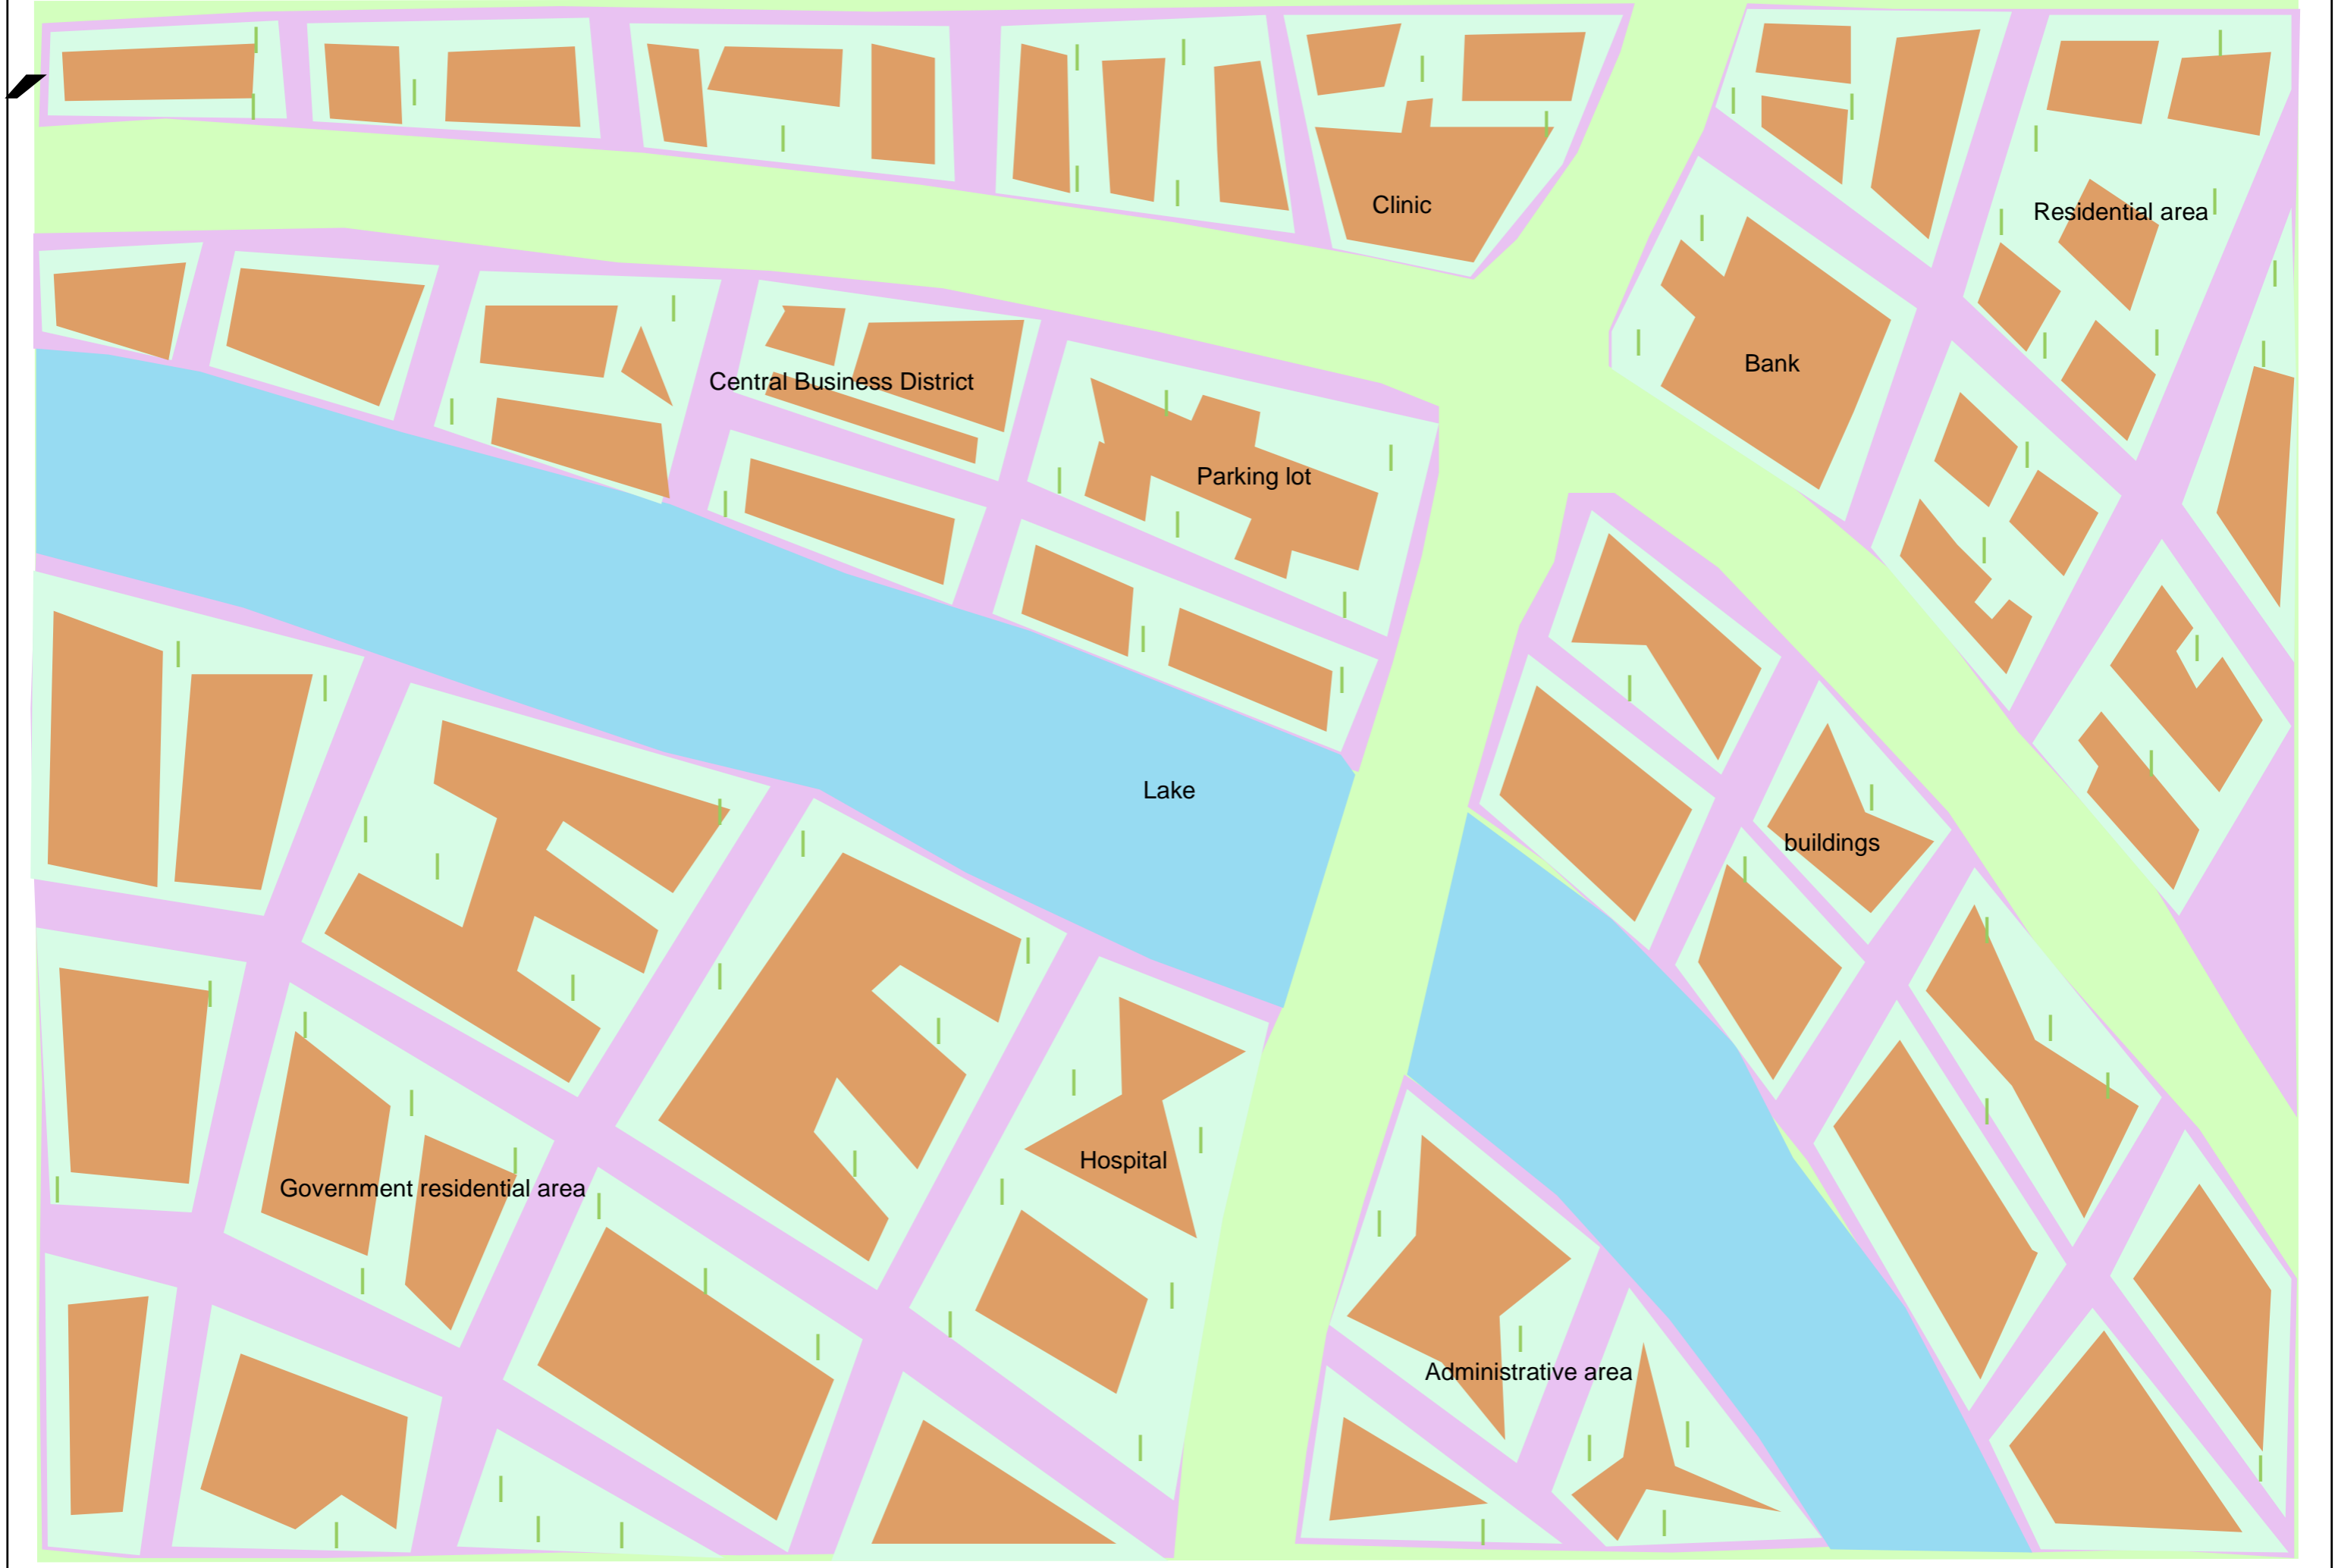 Clinic
Residential area
Bank
Central Business District
Parking lot
Lake
buildings
Hospital
Government residential area
Administrative area